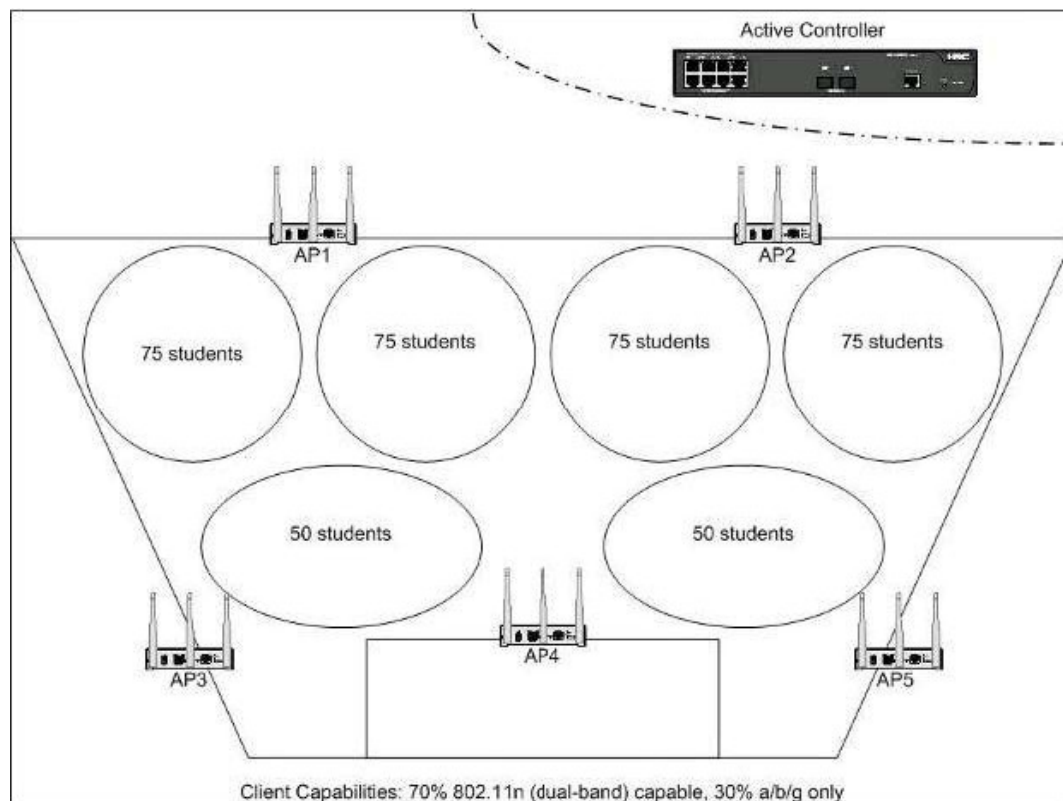 Active Controller
H3C
AP1
AP2
75 students
75 students
75 students
75 students
50 students
50 students
AP3
AP4
AP5
Client Capabilities: 70% 802.11n (dual-band) capable, 30% a/b/g only